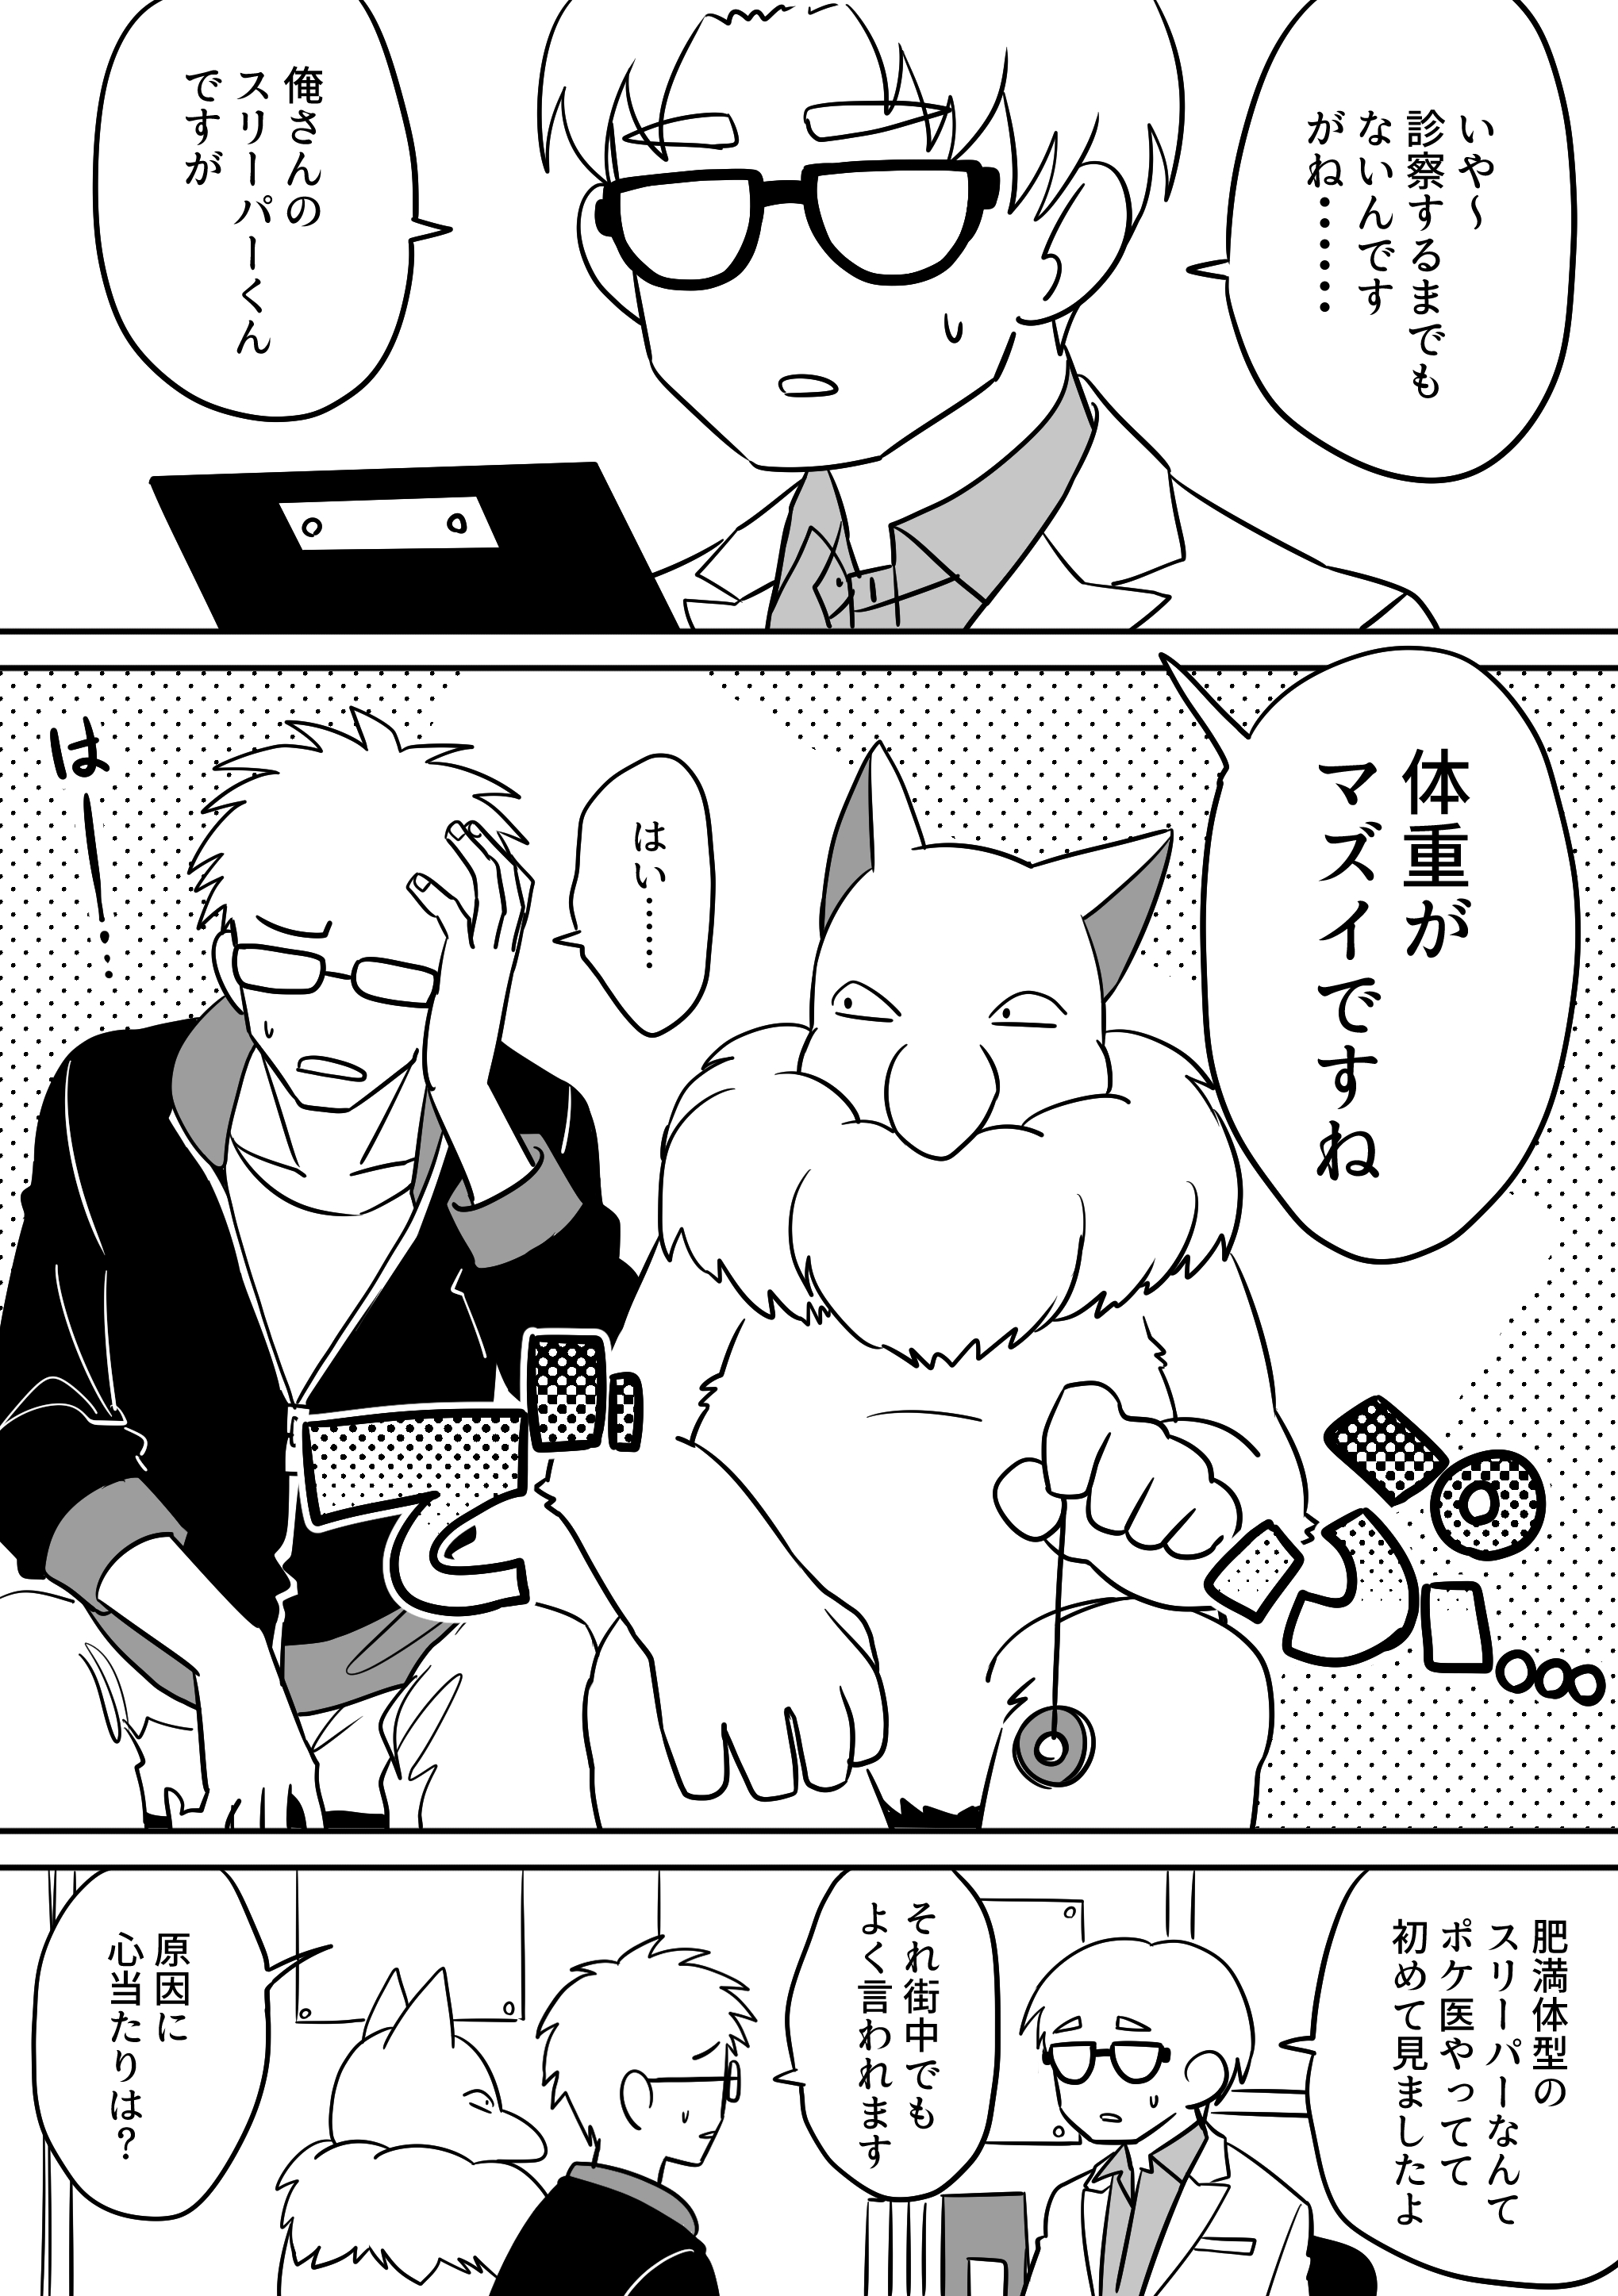 いや〜
診察するまでも
ないんです
がね………
俺さんの
スリーパーくん
ですが
体重が
マズイですね
はい……
は―…
でぷ…
肥満体型の
スリーパーなんて
ポケ医やってて
初めて見ましたよ
それ街中でも
よく言われます
原因に
心当たりは？